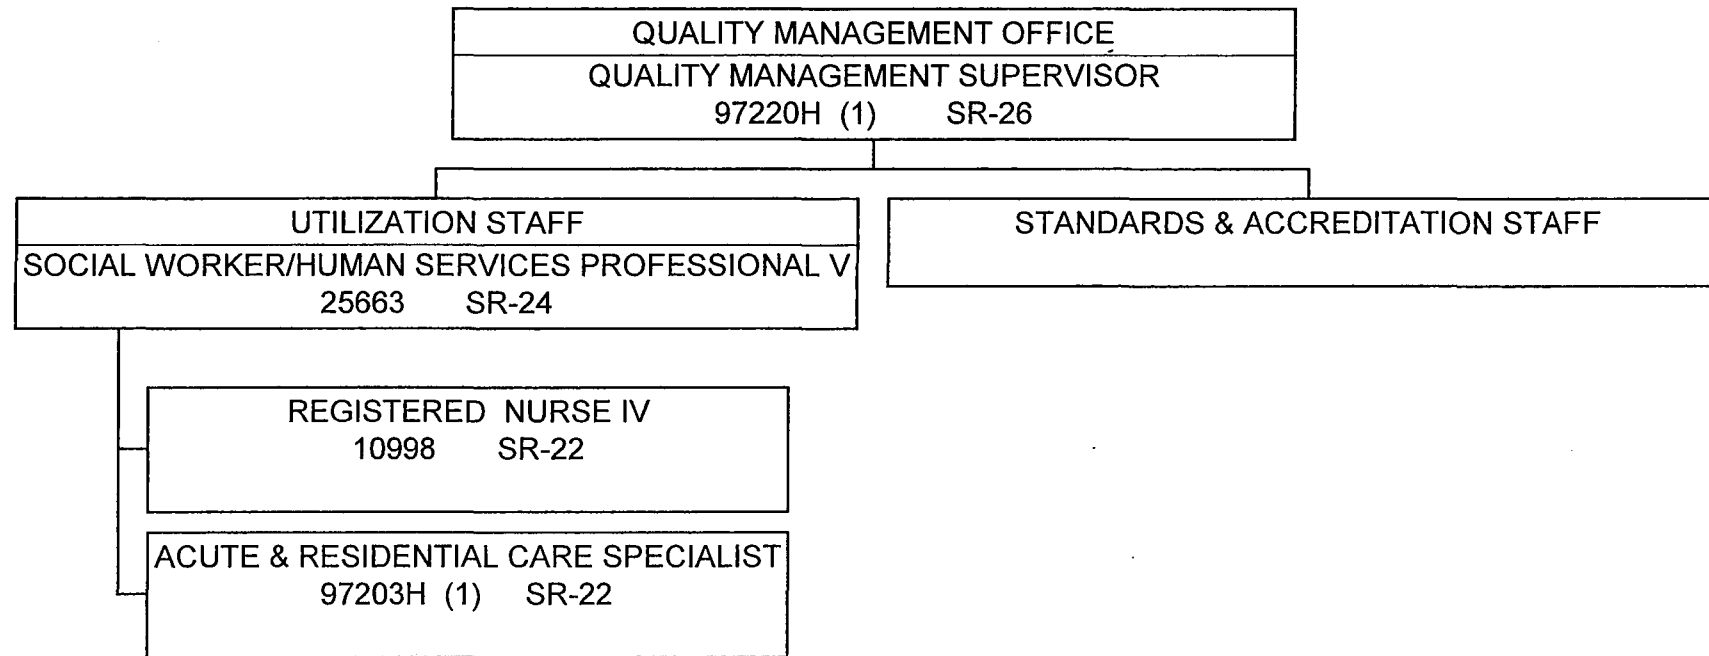 QUALITY MANAGEMENT OFFICE
QUALITY MANAGEMENT SUPERVISOR
97220H (1) SR-26
UTILIZATION STAFF
SOCIAL WORKER/HUMAN SERVICES PROFESSIONAL V
25663 SR-24
STANDARDS & ACCREDITATION STAFF
REGISTERED NURSE IV
10998 SR-22
ACUTE & RESIDENTIAL CARE SPECIALIST
97203H (1) SR-22